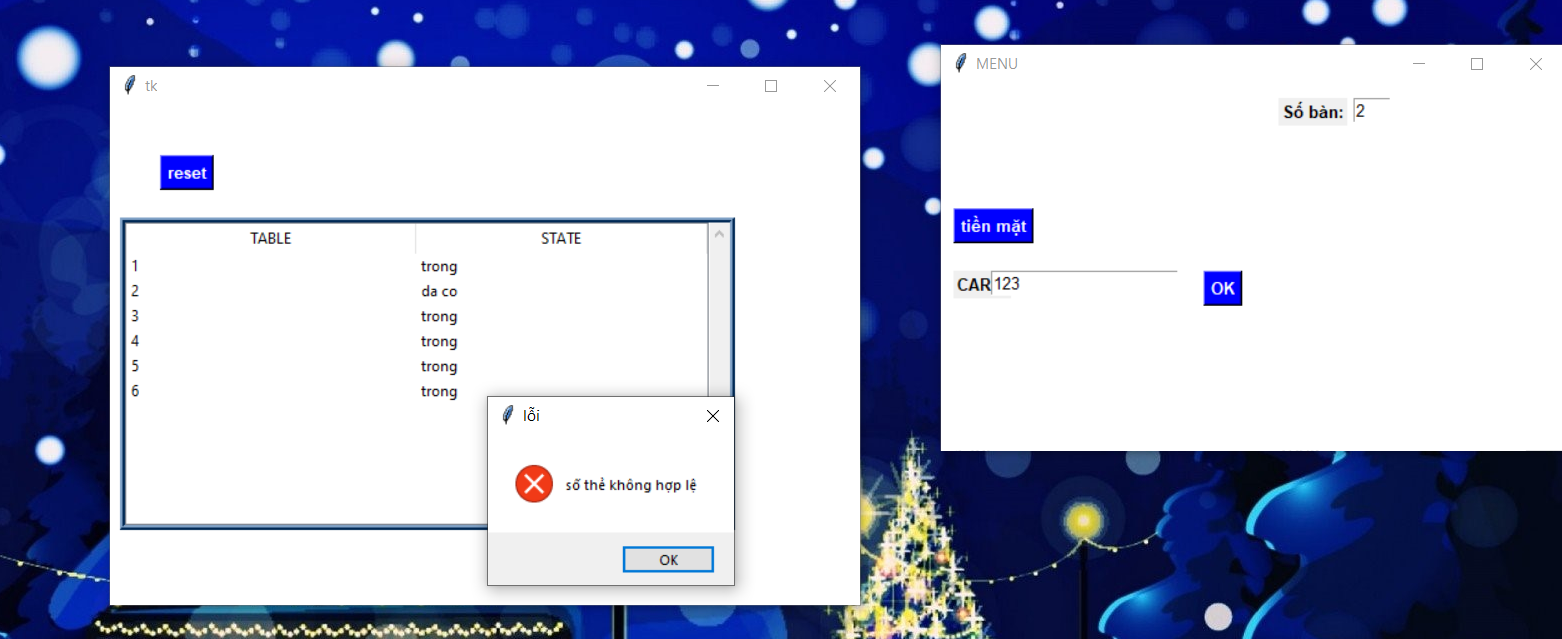 tk
reset
TABLE STATE
1 trong
2 da co
3 trong
4 trong
5 trong
6 trong
lỗi
số thẻ không hợp lệ
OK
MENU
Số bàn: 2
tiền mặt
CAR 123 OK